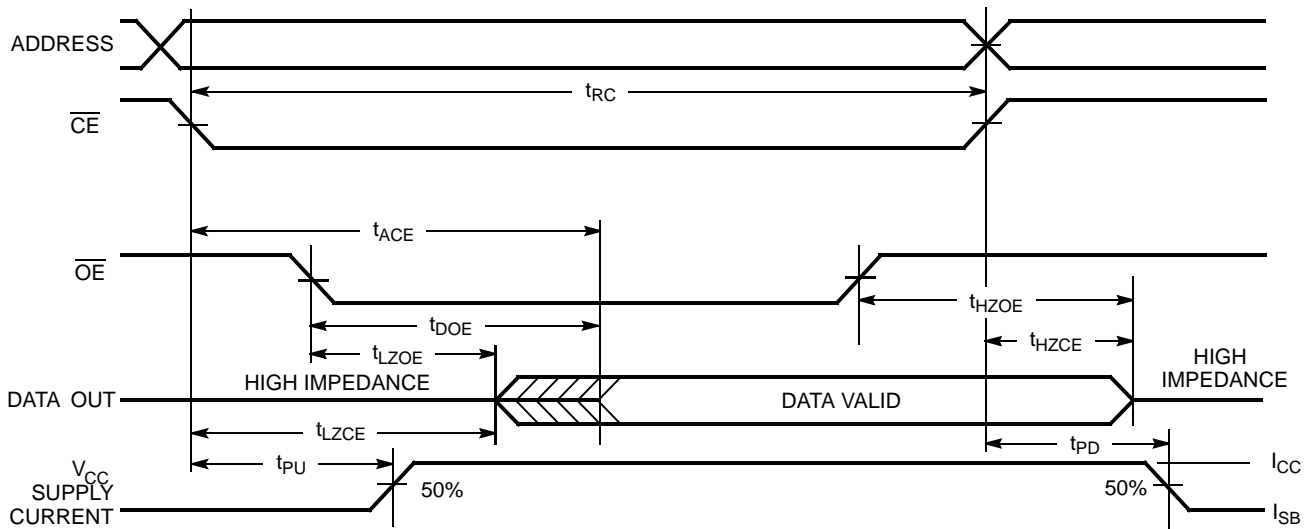 ADDRESS
tRC
CE
tACE
OE
tHZOE
tDOE
tLZOE
tHZCE
HIGH IMPEDANCE
HIGH
IMPEDANCE
DATA OUT
DATA VALID
tLZCE
tPD
tPU
VCC
SUPPLY
CURRENT
50%
50%
ICC
ISB